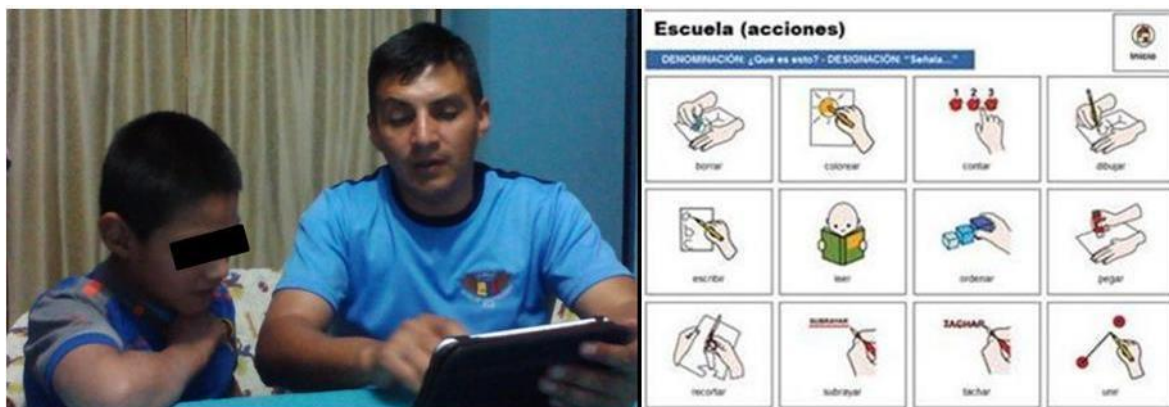 Escuela (acciones)
Inicio
DENOMINACIÓN: ¿Qué es esto? - DESIGNACIÓN: "Señala..."
1 2 3
borrar
colorear
contar
dibujar
escribir
leer
ordenar
pegar
SUBRAYAR
TACHAR
recortar
subrayar
tachar
unir